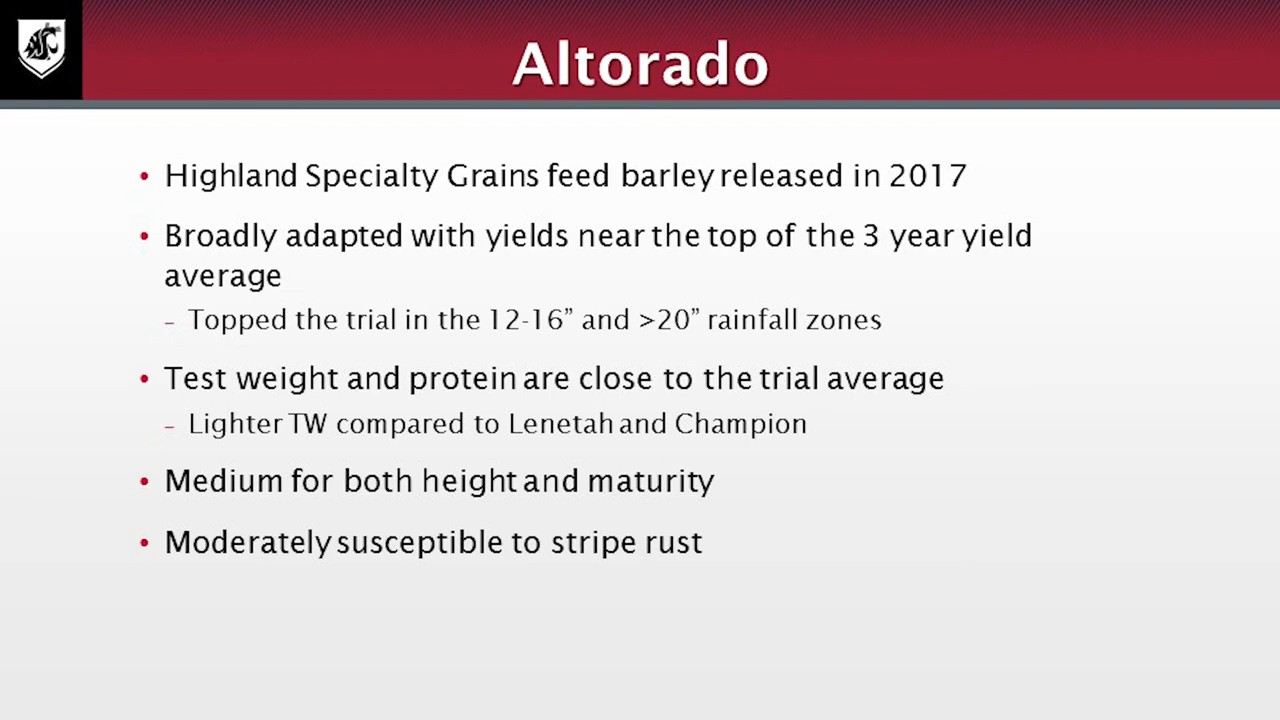 Altorado
• Highland Specialty Grains feed barley released in 2017
• Broadly adapted with yields near the top of the 3 year yield
average
– Topped the trial in the 12-16” and >20” rainfall zones
• Test weight and protein are close to the trial average
– Lighter TW compared to Lenetah and Champion
• Medium for both height and maturity
• Moderately susceptible to stripe rust